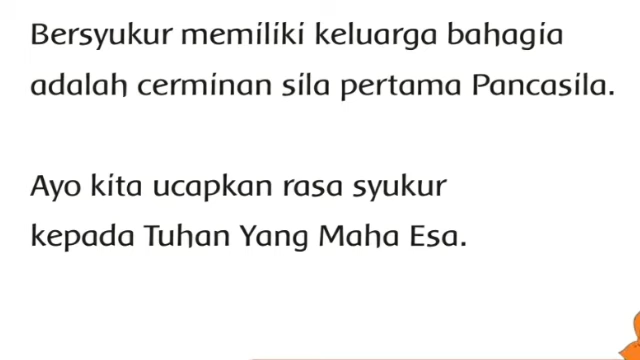 Bersyukur memiliki keluarga bahagia
adalah cerminan sila pertama Pancasila.
Ayo kita ucapkan rasa syukur
kepada Tuhan Yang Maha Esa.